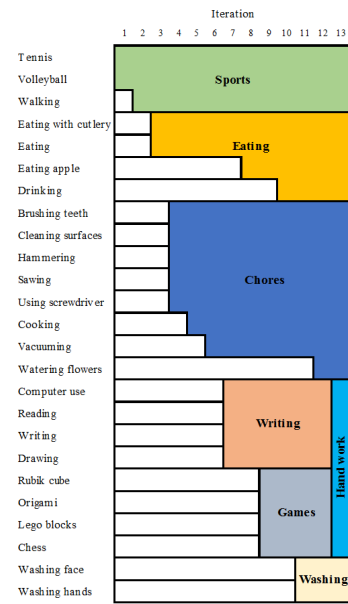 Iteration
1 2 3 4 5 6 7 8 9 10 11 12 13
Tennis
Volleyball
Sports
Walking
Eating with cutlery
Eating
Eating
Eating apple
Drinking
Brushing teeth
Cleaning surfaces
Hammering
Sawing
Chores
Using screwdriver
Cooking
Vacuuming
Watering flowers
Computer use
Reading
Writing
Writing
Drawing
Hand work
Rubik cube
Origami
Games
Lego blocks
Chess
Washing face
Washing
Washing hands